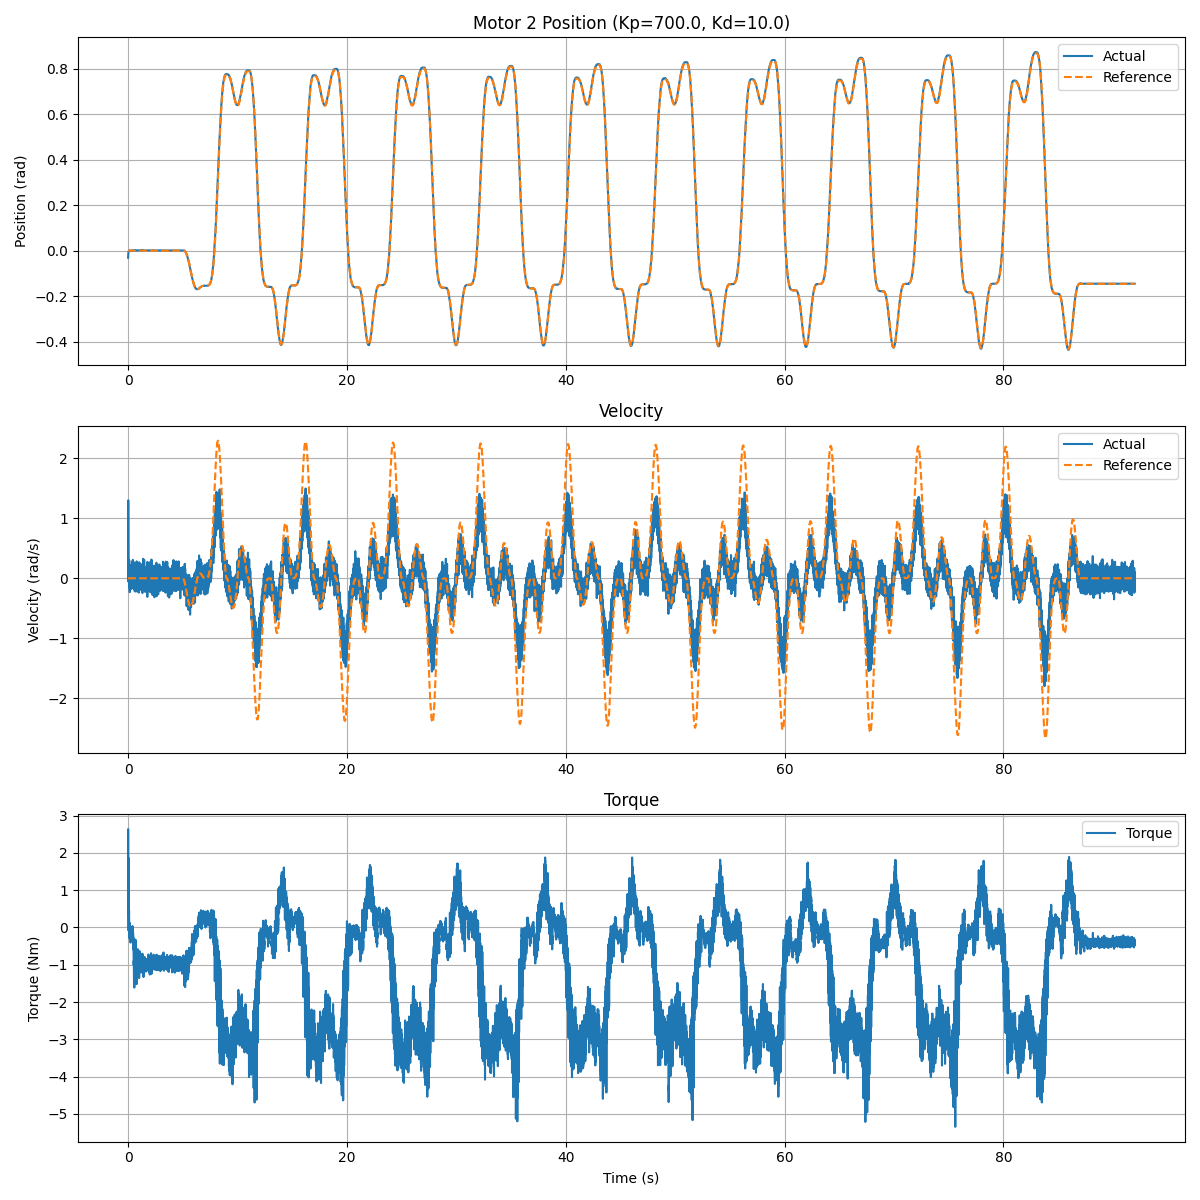 Motor 2 Position (Kp=700.0, Kd=10.0)
Position (rad)
0.8
0.6
0.4
0.2
0.0
−0.2
−0.4
Actual
Reference
0 20 40 60 80
Velocity
Velocity (rad/s)
2
1
0
−1
−2
Actual
Reference
0 20 40 60 80
Torque
Torque (Nm)
3
2
1
0
−1
−2
−3
−4
−5
Torque
0 20 40 60 80
Time (s)